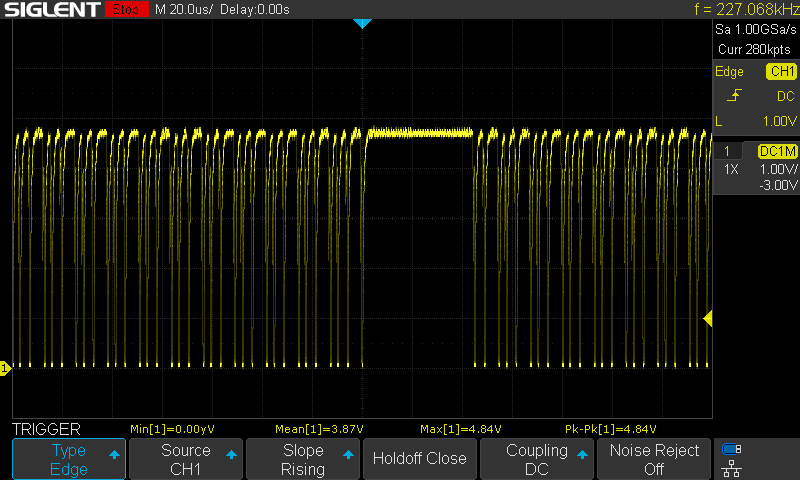 SIGLENT Stop M 20.0us/ Delay:0.00s f = 227.068kHz
Sa 1.00GSa/s
Curr 280kpts
Edge CH1
DC
L 1.00V
1 DC1M
1X 1.00V/
-3.00V
1
TRIGGER Min[1]=0.00yV Mean[1]=3.87V Max[1]=4.84V Pk-Pk[1]=4.84V
Type Edge
Source CH1
Slope Rising
Holdoff Close
Coupling DC
Noise Reject Off